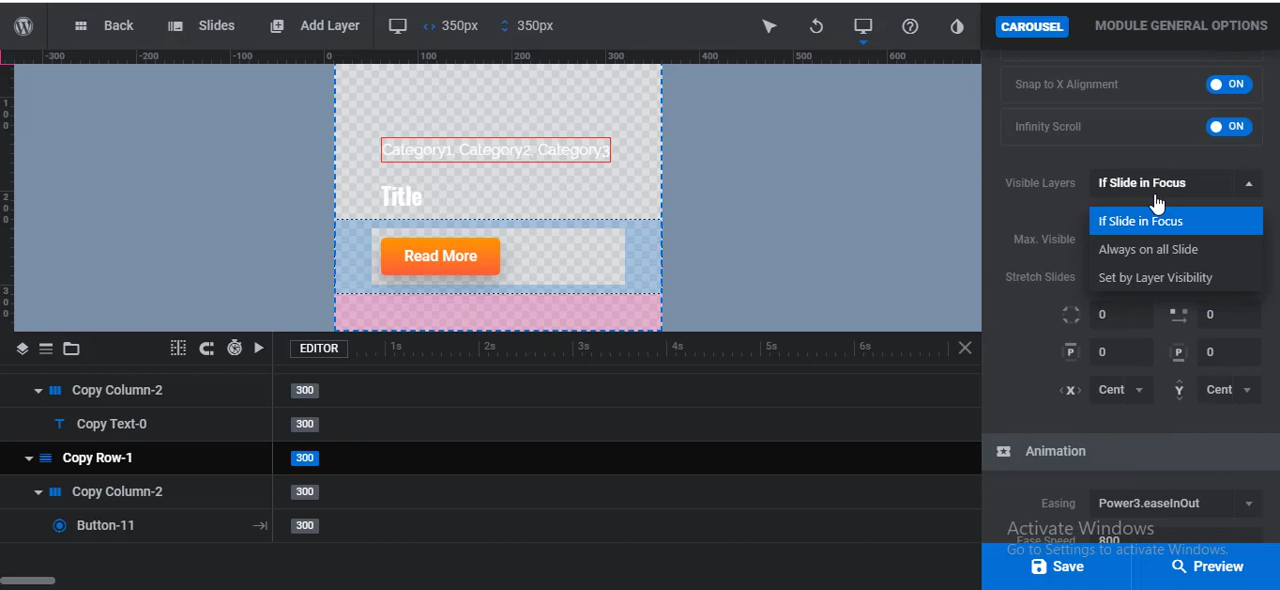 Back Slides Add Layer 350px 350px CAROUSEL MODULE GENERAL OPTIONS
-300 -200 -100 0 100 200 300 400 500 600
Snap to X Alignment ON
Infinity Scroll ON
Category1, Category2, Category3
Title
Read More
Visible Layers If Slide in Focus
If Slide in Focus
Always on all Slide
Set by Layer Visibility
Max. Visible
Stretch Slides
0 0
P 0 P 0
X Cent Y Cent
EDITOR 1s 2s 3s 4s 5s 6s
Copy Column-2 300
T Copy Text-0 300
Copy Row-1 300
Copy Column-2 300
Button-11 300
Animation
Easing Power3.easeInOut
Ease Speed 800
Activate Windows
Go to Settings to activate Windows.
Save Preview